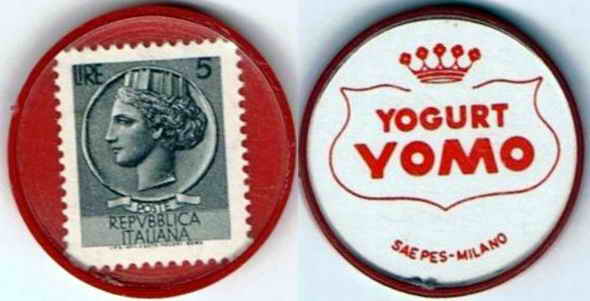 LIRE 5
POSTE
REPVBBLICA
ITALIANA
YOGURT
YOMO
SAEPES-MILANO